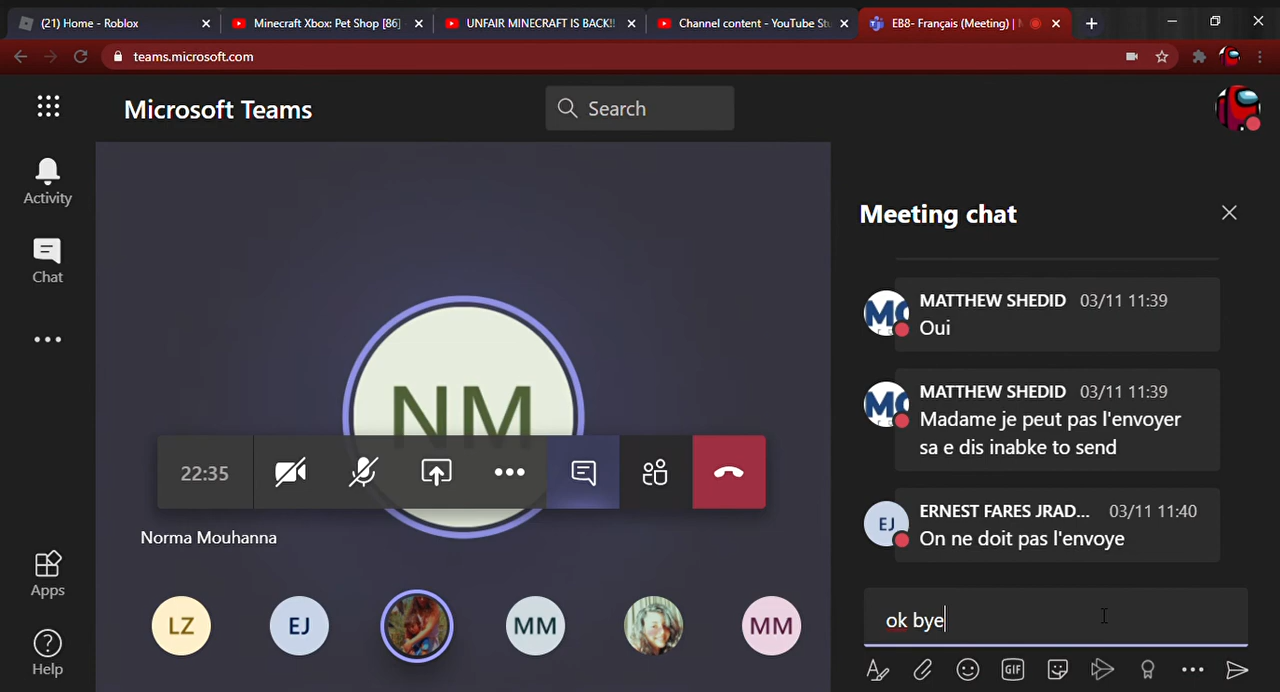 (21) Home - Roblox
Minecraft Xbox: Pet Shop [86]
UNFAIR MINECRAFT IS BACK!!
Channel content - YouTube Stu
EB8- Français (Meeting) |
teams.microsoft.com
Microsoft Teams
Search
Activity
Chat
Apps
Help
NM
22:35
Norma Mouhanna
LZ
EJ
MM
MM
Meeting chat
MATTHEW SHEDID 03/11 11:39
Oui
MATTHEW SHEDID 03/11 11:39
Madame je peut pas l'envoyer
sa e dis inabke to send
EJ
ERNEST FARES JRAD... 03/11 11:40
On ne doit pas l'envoye
ok bye
GIF